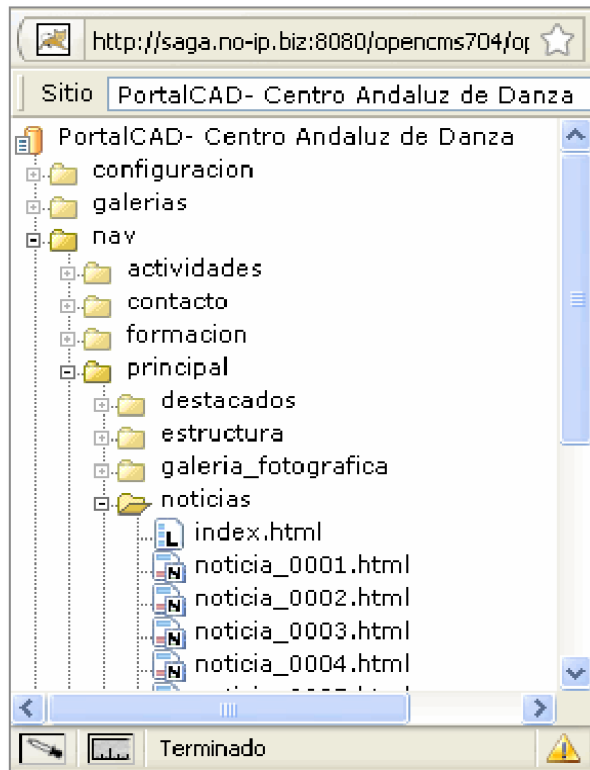 http://saga.no-ip.biz:8080/opencms704/op
Sitio PortalCAD- Centro Andaluz de Danza
PortalCAD- Centro Andaluz de Danza
configuracion
galerias
nav
actividades
contacto
formacion
principal
destacados
estructura
galeria_fotografica
noticias
index.html
noticia_0001.html
noticia_0002.html
noticia_0003.html
noticia_0004.html
Terminado